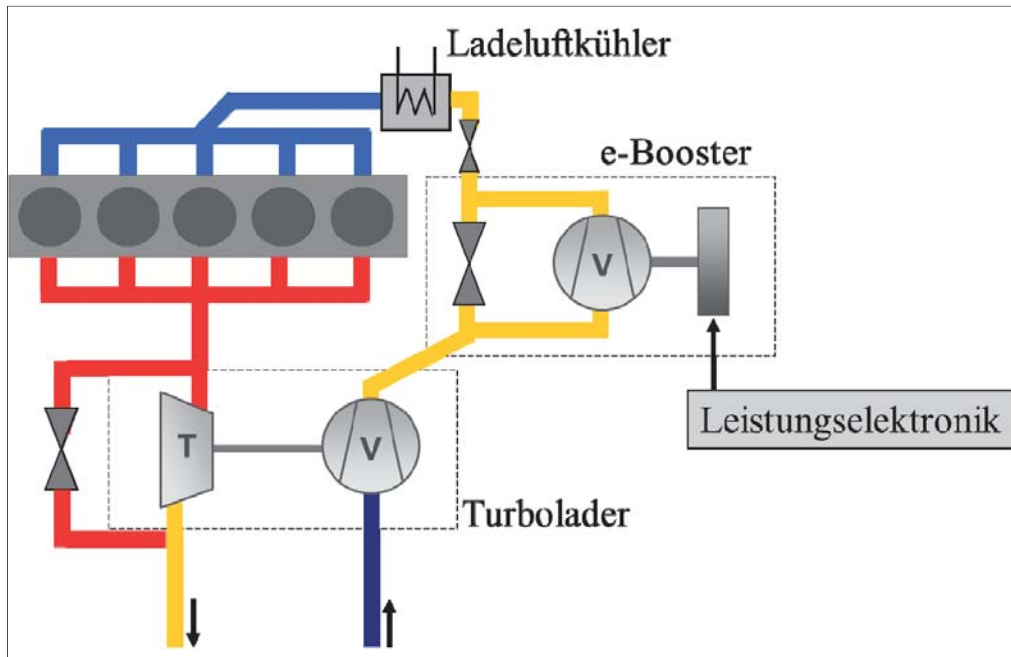 Ladeluftkühler
e-Booster
V
Leistungselektronik
T
V
Turbolader